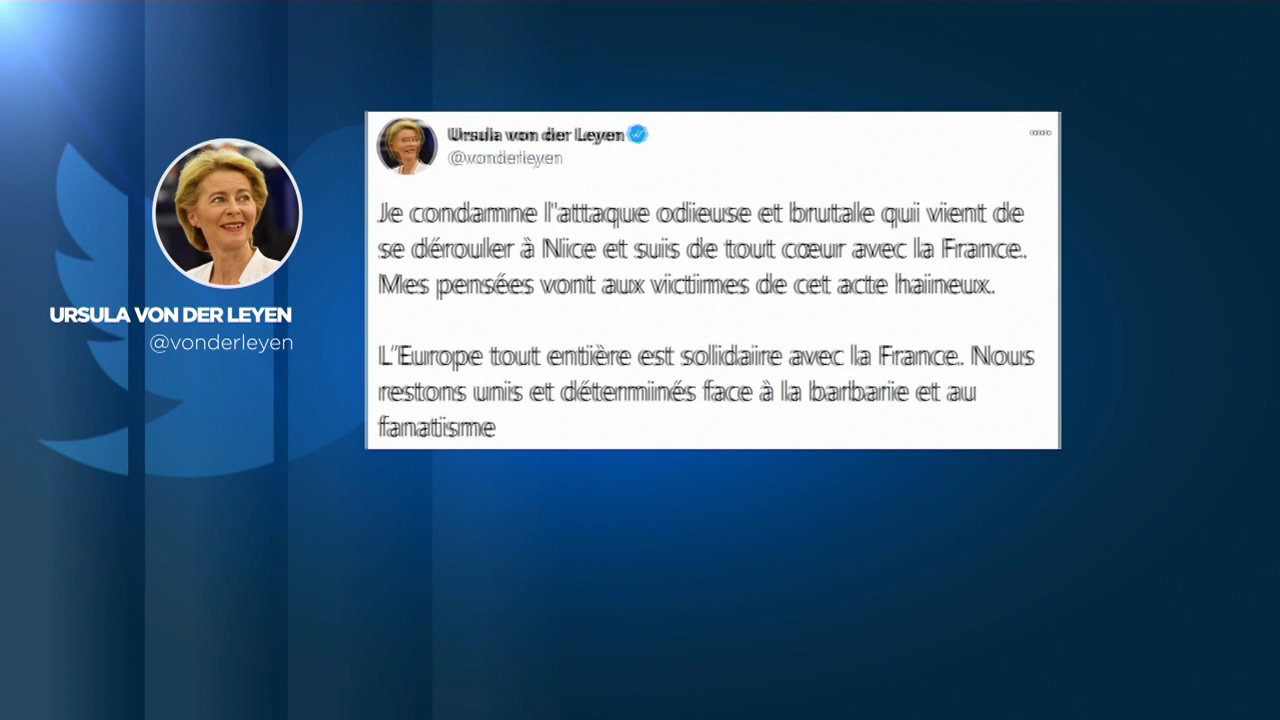 URSULA VON DER LEYEN
@vonderleyen
Ursula von der Leyen
@vonderleyen
Je condamne l'attaque odieuse et brutale qui vient de
se dérouler à Nice et suis de tout cœur avec la France.
Mes pensées vont aux victimes de cet acte haineux.
L'Europe tout entière est solidaire avec la France. Nous
restons unis et déterminés face à la barbarie et au
fanatisme